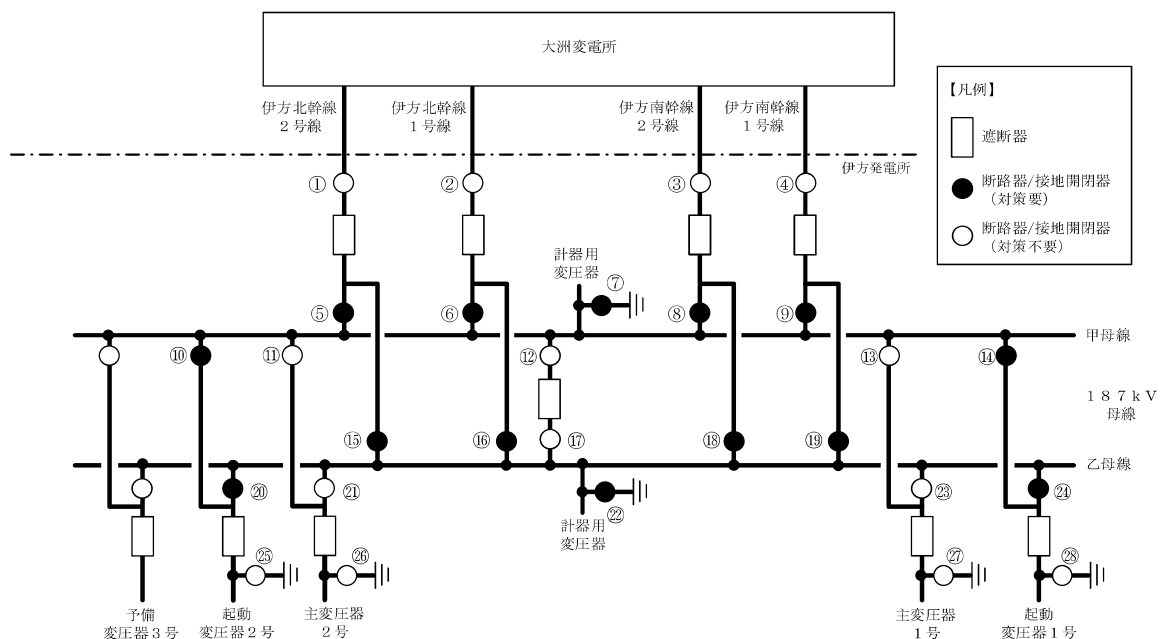 大洲変電所
伊方北幹線
２号線
伊方北幹線
１号線
伊方南幹線
２号線
伊方南幹線
１号線
【凡例】
遮断器
断路器/接地開閉器
（対策要）
断路器/接地開閉器
（対策不要）
伊方発電所
①
②
③
④
計器用
変圧器
⑦
⑤
⑥
⑧
⑨
甲母線
⑩
⑪
⑫
⑬
⑭
１８７ｋＶ
母線
⑮
⑯
⑰
⑱
⑲
乙母線
⑳
㉑
㉒
㉓
㉔
計器用
変圧器
㉕
㉖
㉗
㉘
予備
変圧器３号
起動
変圧器２号
主変圧器
２号
主変圧器
１号
起動
変圧器１号